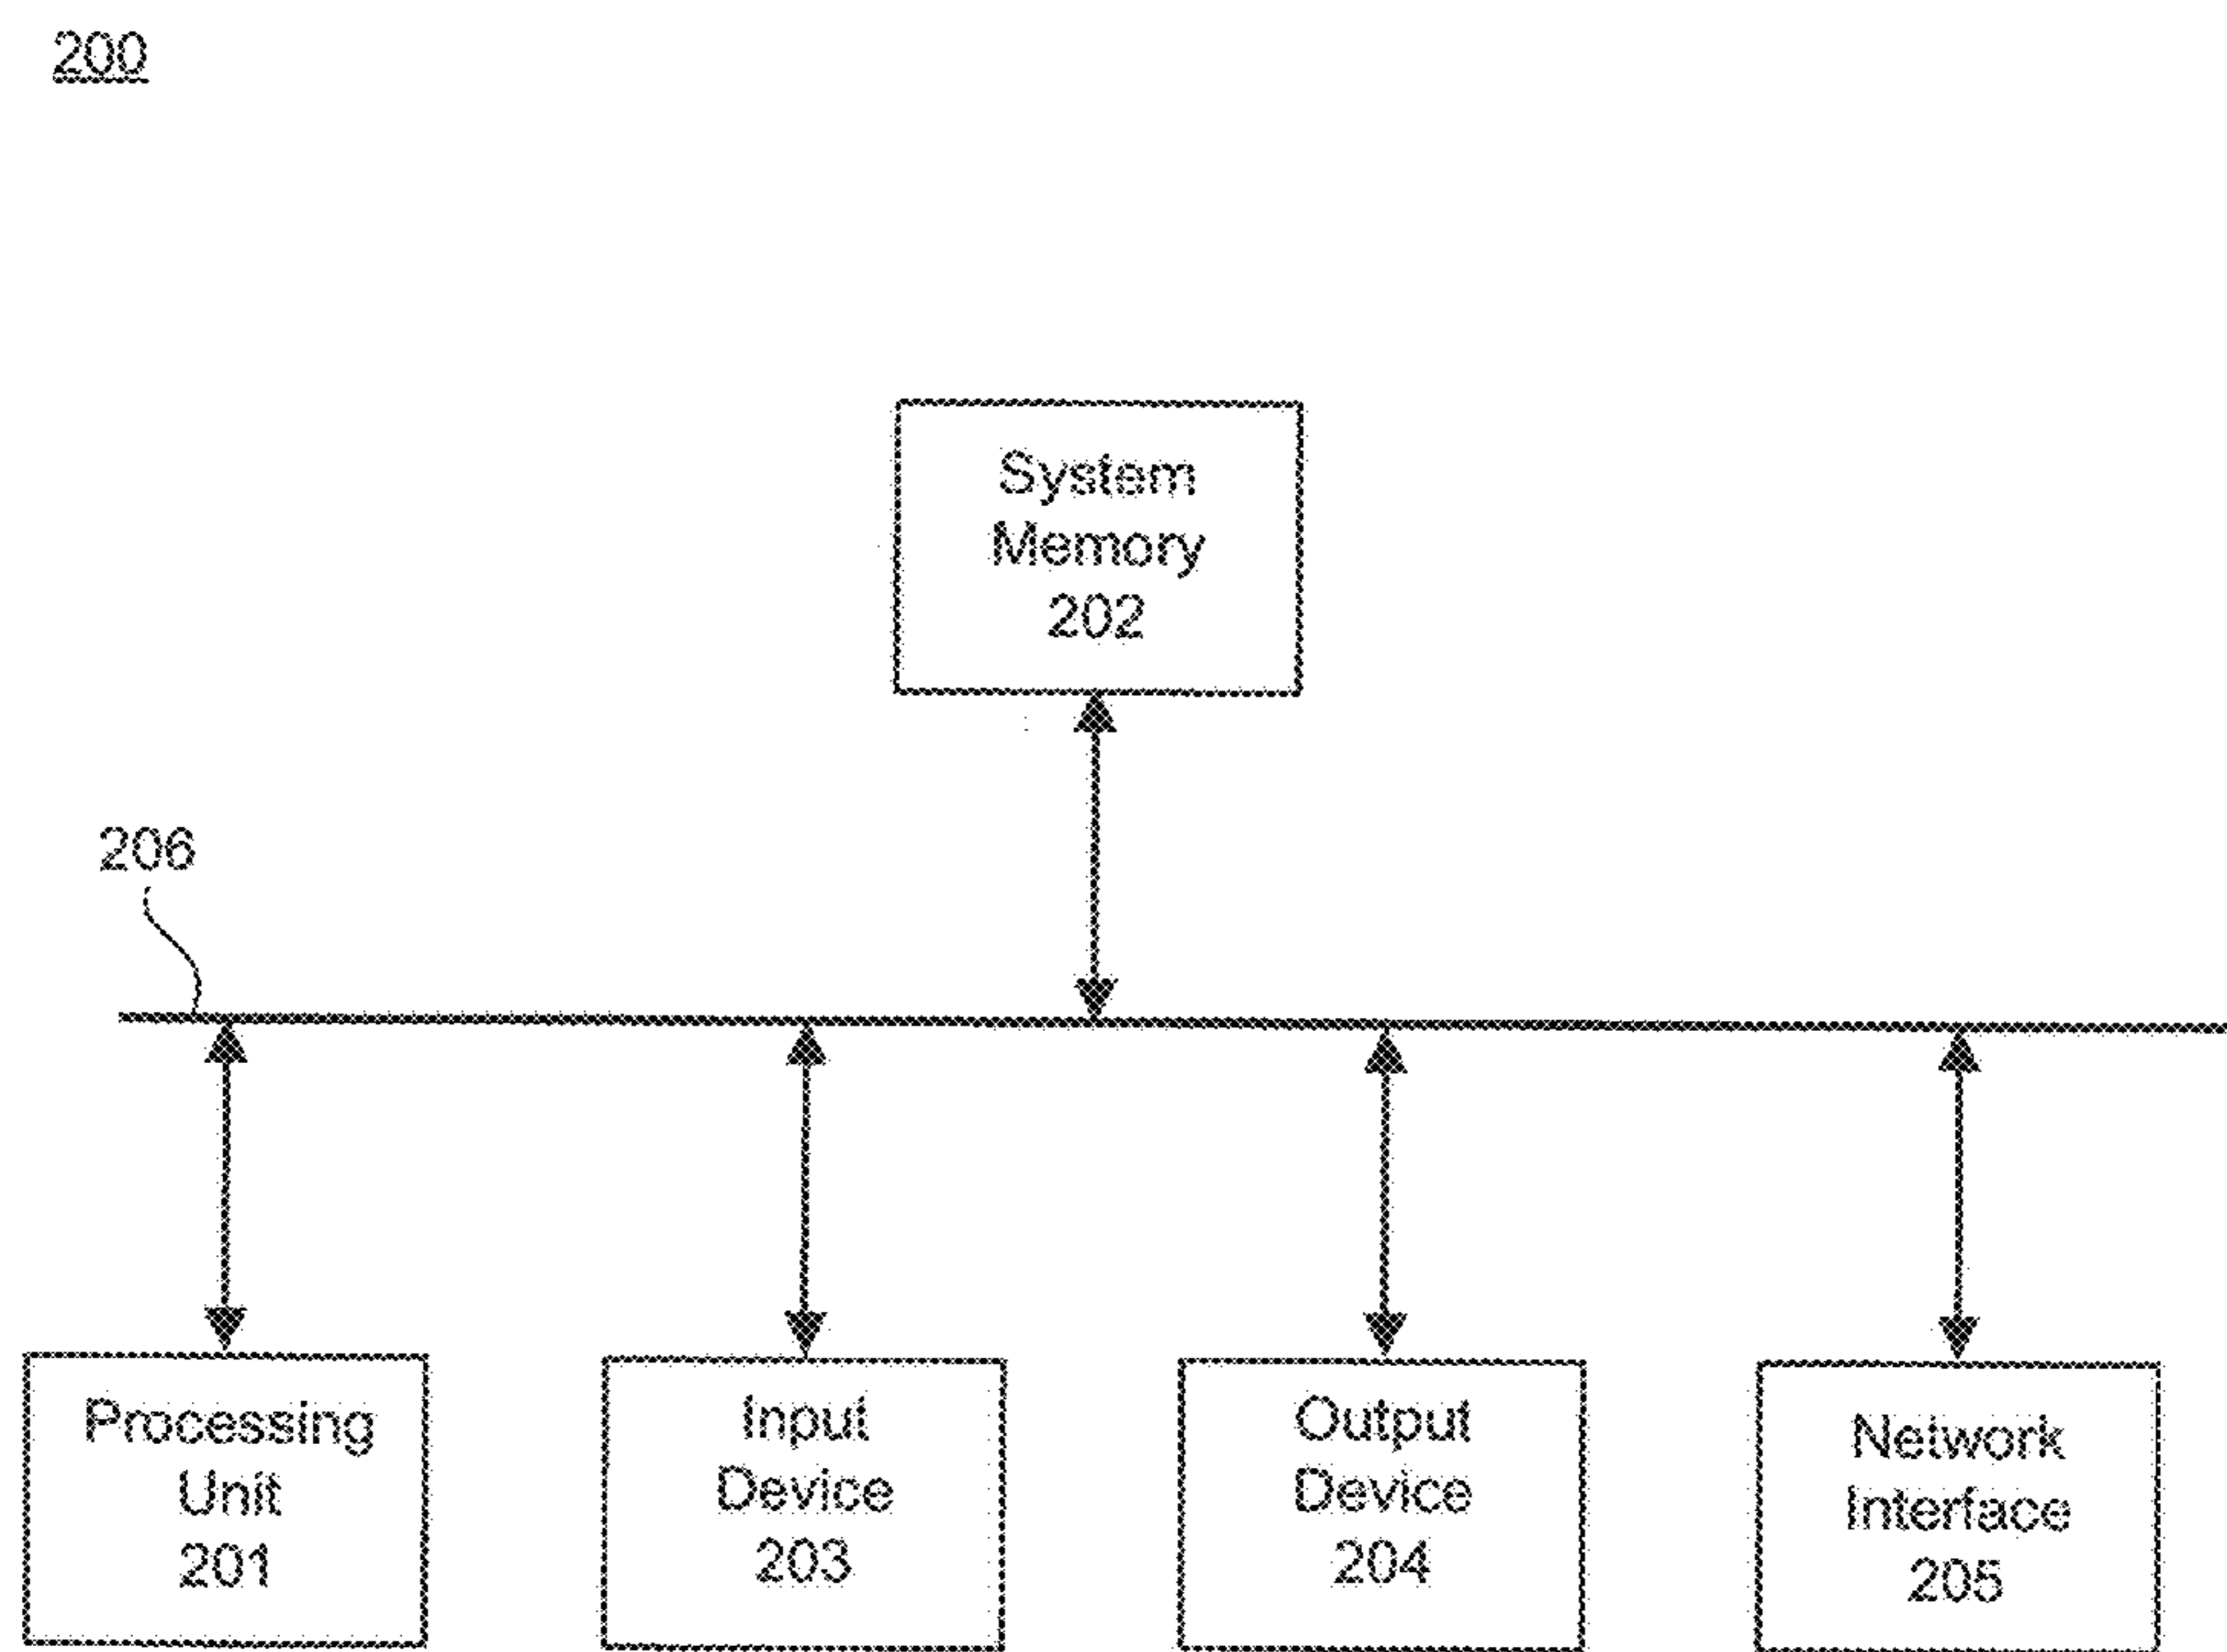 200
System
Memory
202
206
Processing
Unit
201
Input
Device
203
Output
Device
204
Network
Interface
205